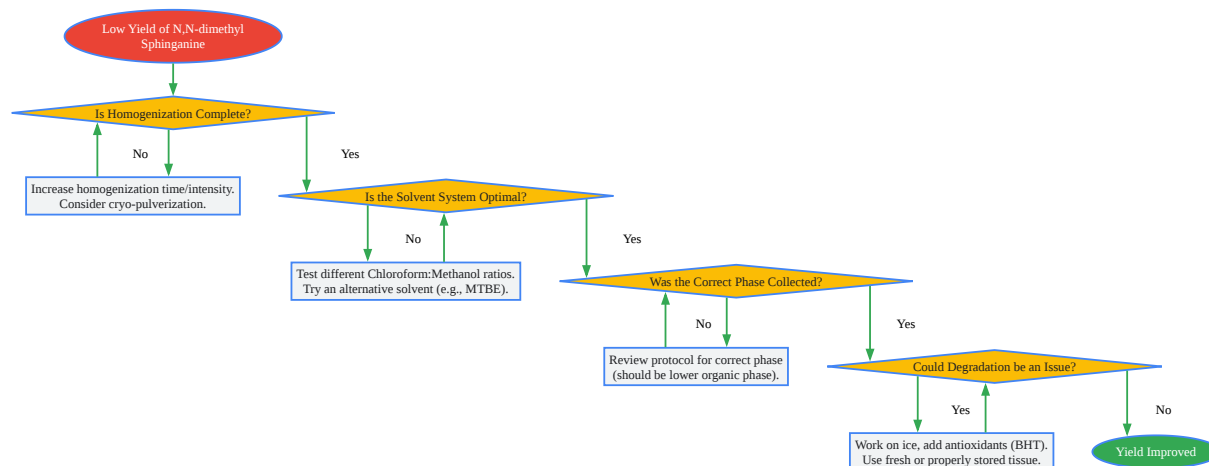 Low Yield of N,N-dimethyl
Sphinganine
Is Homogenization Complete?
No
Yes
Increase homogenization time/intensity.
Consider cryo-pulverization.
Is the Solvent System Optimal?
No
Yes
Test different Chloroform:Methanol ratios.
Try an alternative solvent (e.g., MTBE).
Was the Correct Phase Collected?
No
Yes
Review protocol for correct phase
(should be lower organic phase).
Could Degradation be an Issue?
Yes
No
Work on ice, add antioxidants (BHT).
Use fresh or properly stored tissue.
Yield Improved